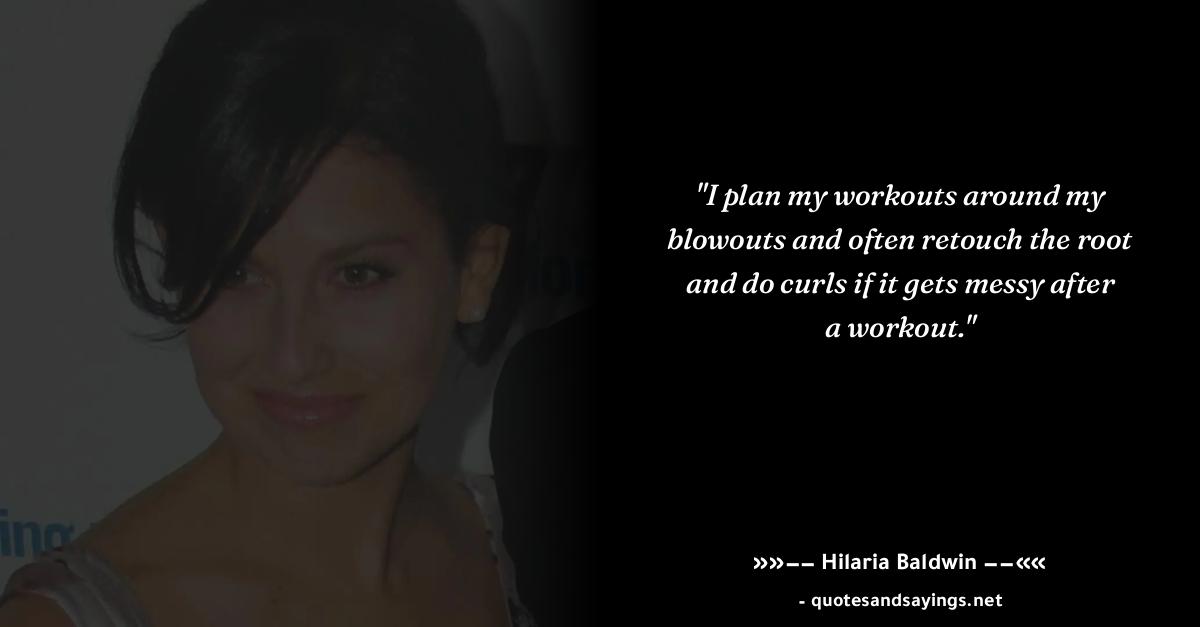 "I plan my workouts around my
blowouts and often retouch the root
and do curls if it gets messy after
a workout."
ing
»»–– Hilaria Baldwin ––««
- quotesandsayings.net